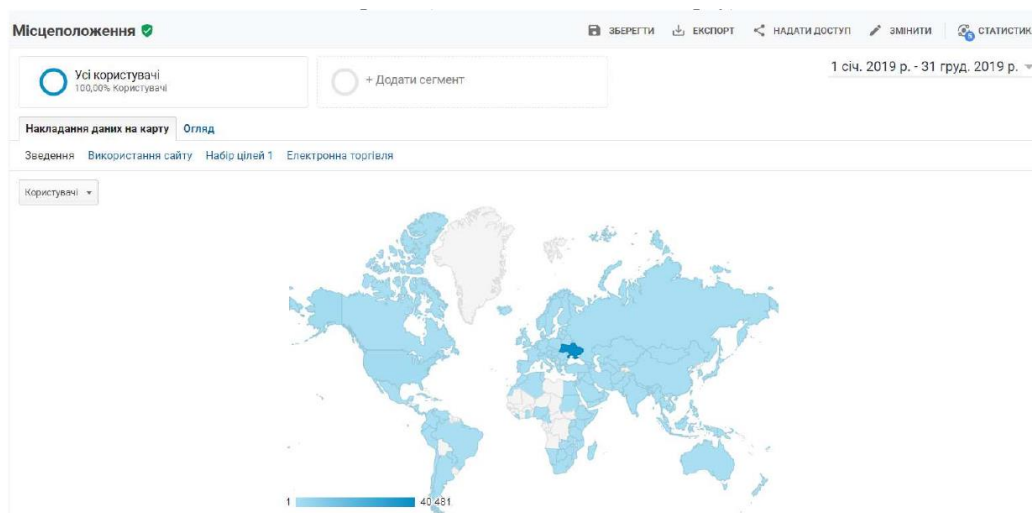 Місцеположення
ЗБЕРЕГТИ ЕКСПОРТ НАДАТИ ДОСТУП ЗМІНИТИ СТАТИСТИК
5
Усі користувачі
100,00% Користувачі
+ Додати сегмент
1 січ. 2019 р. - 31 груд. 2019 р.
Накладання даних на карту Огляд
Зведення Використання сайту Набір цілей 1 Електронна торгівля
Користувачі
1 40 481